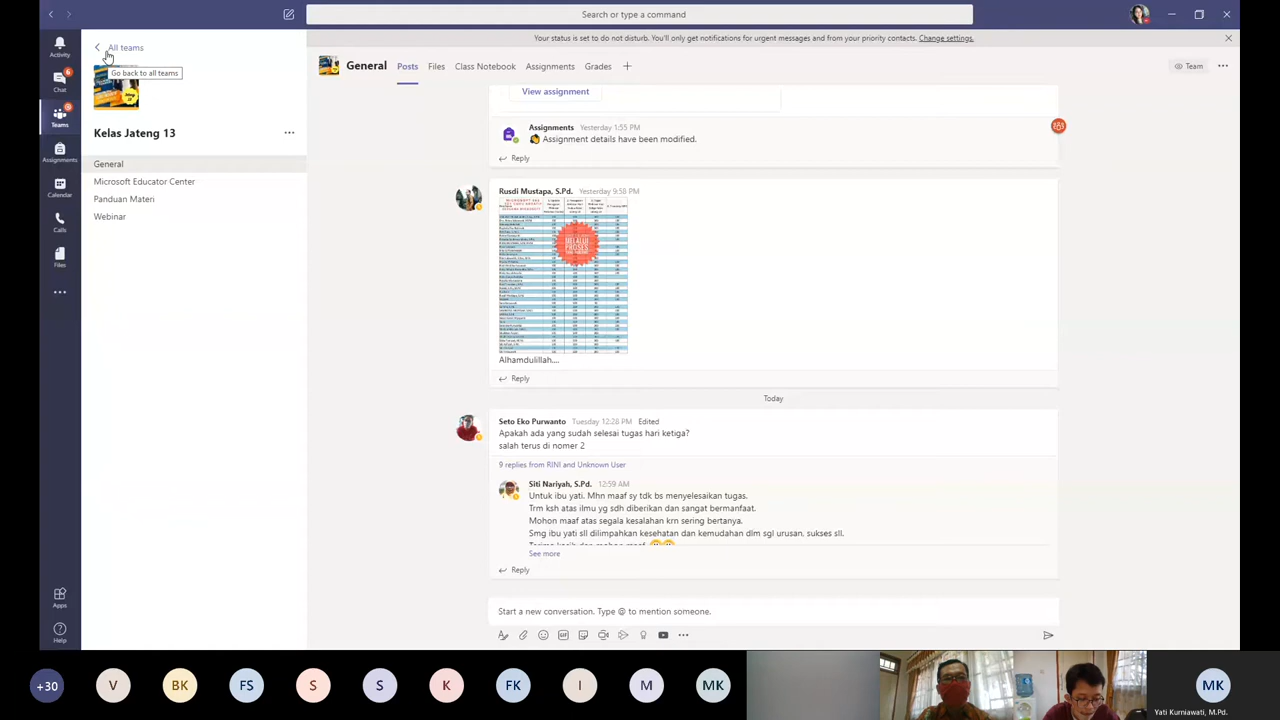 Search or type a command
Your status is set to do not disturb. You'll only get notifications for urgent messages and from your priority contacts. Change settings.
Activity
Chat
6
Teams
Assignments
Calendar
Calls
Files
Apps
Help
All teams
Go back to all teams
Kelas Jateng 13
General
Microsoft Educator Center
Panduan Materi
Webinar
General
Posts
Files
Class Notebook
Assignments
Grades
Team
View assignment
Assignments Yesterday 1:55 PM
Assignment details have been modified.
Reply
Rusdi Mustapa, S.Pd. Yesterday 9:58 PM
MELALUI
PROSES
Alhamdulillah....
Reply
Today
Seto Eko Purwanto Tuesday 12:28 PM Edited
Apakah ada yang sudah selesai tugas hari ketiga?
salah terus di nomer 2
9 replies from RINI and Unknown User
Siti Nariyah, S.Pd. 12:59 AM
Untuk ibu yati. Mhn maaf sy tdk bs menyelesaikan tugas.
Trm ksh atas ilmu yg sdh diberikan dan sangat bermanfaat.
Mohon maaf atas segala kesalahan krn sering bertanya.
Smg ibu yati sll dilimpahkan kesehatan dan kemudahan dlm sgl urusan, sukses sll.
See more
Reply
Start a new conversation. Type @ to mention someone.
GIF
+30
V
BK
FS
S
S
K
FK
I
M
MK
MK
Yati Kurniawati, M.Pd.